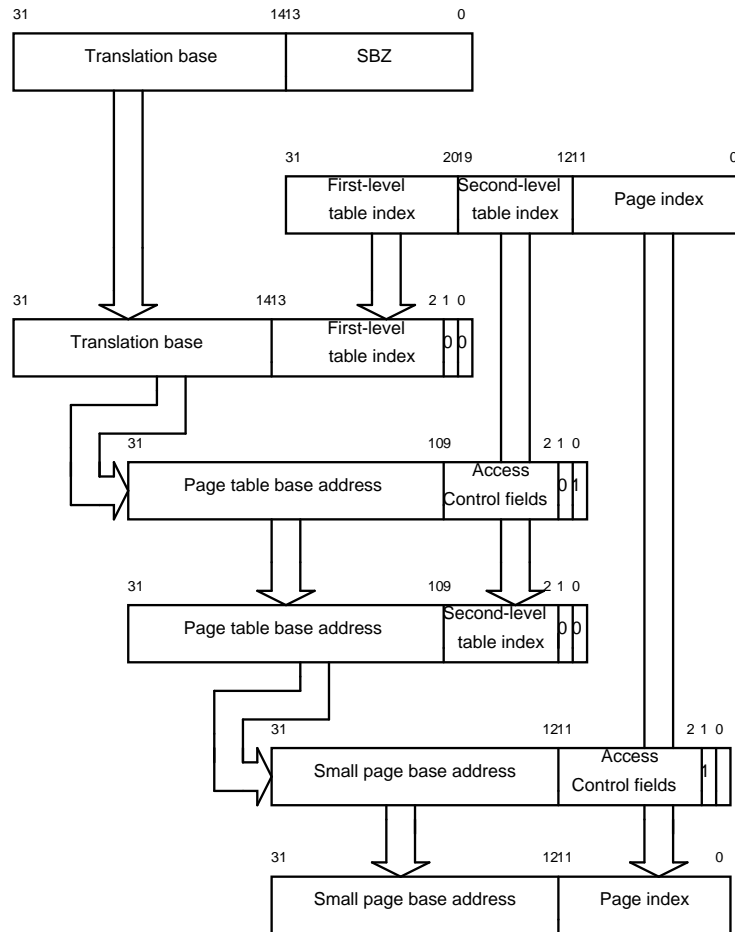 31 1413 0
Translation base SBZ
31 2019 1211 0
First-level Second-level
table index table index Page index
31 1413 2 1 0
Translation base First-level
table index 0 0
31 109 2 1 0
Page table base address Access
Control fields 0 1
31 109 2 1 0
Page table base address Second-level
table index 0 0
31 1211 2 1 0
Small page base address Access
Control fields 1
31 1211 0
Small page base address Page index